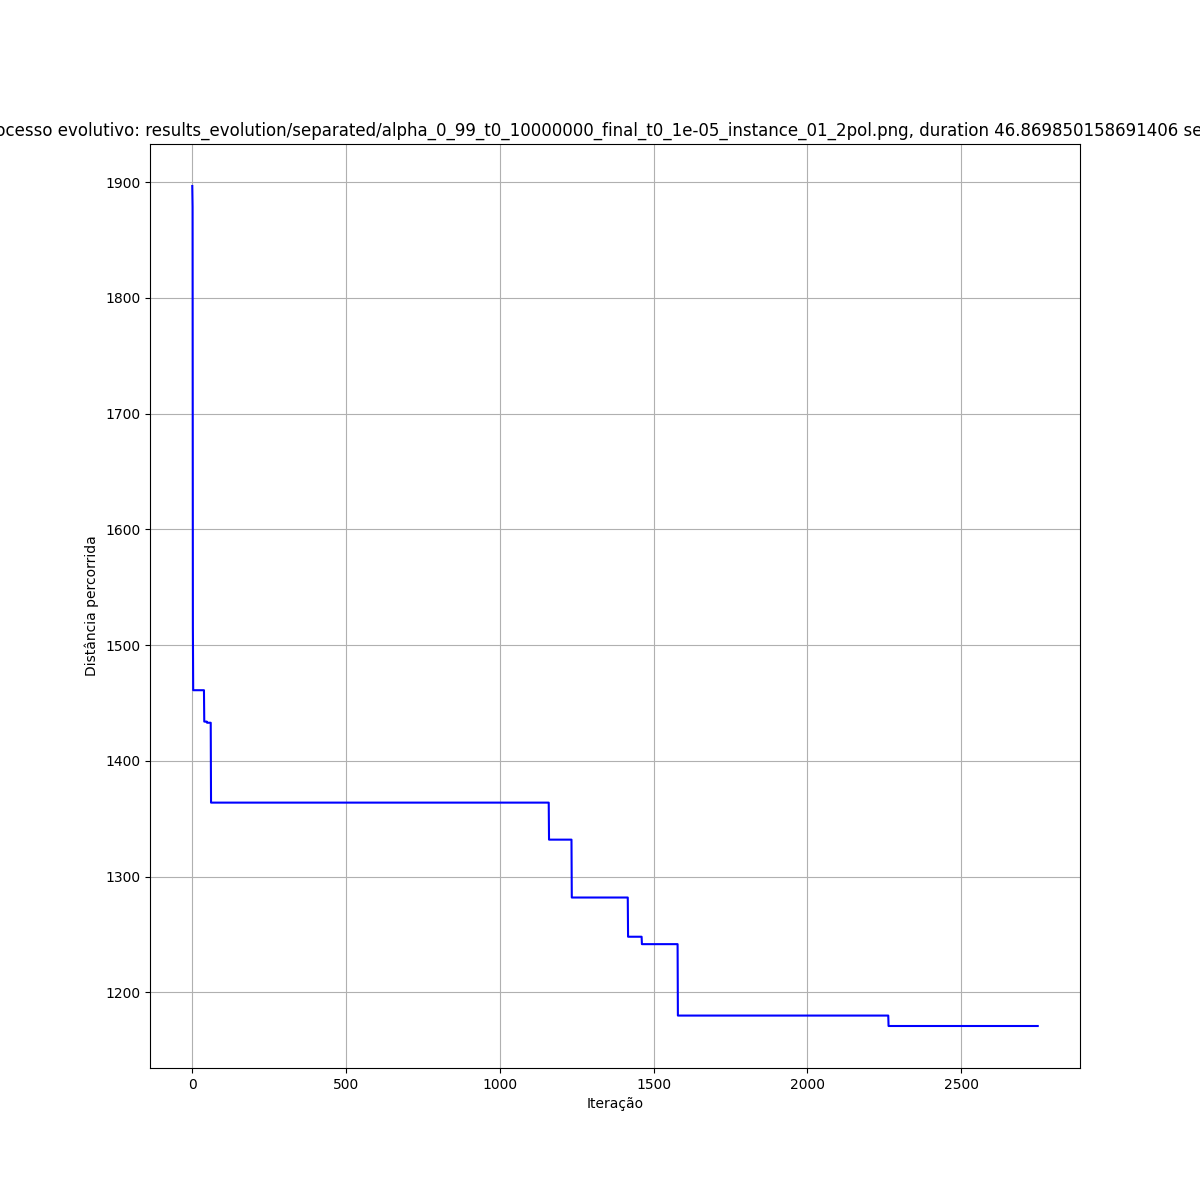 ocesso evolutivo: results_evolution/separated/alpha_0_99_t0_10000000_final_t0_1e-05_instance_01_2pol.png, duration 46.869850158691406 se
1900
1800
1700
1600
1500
1400
1300
1200
Distância percorrida
0 500 1000 1500 2000 2500
Iteração